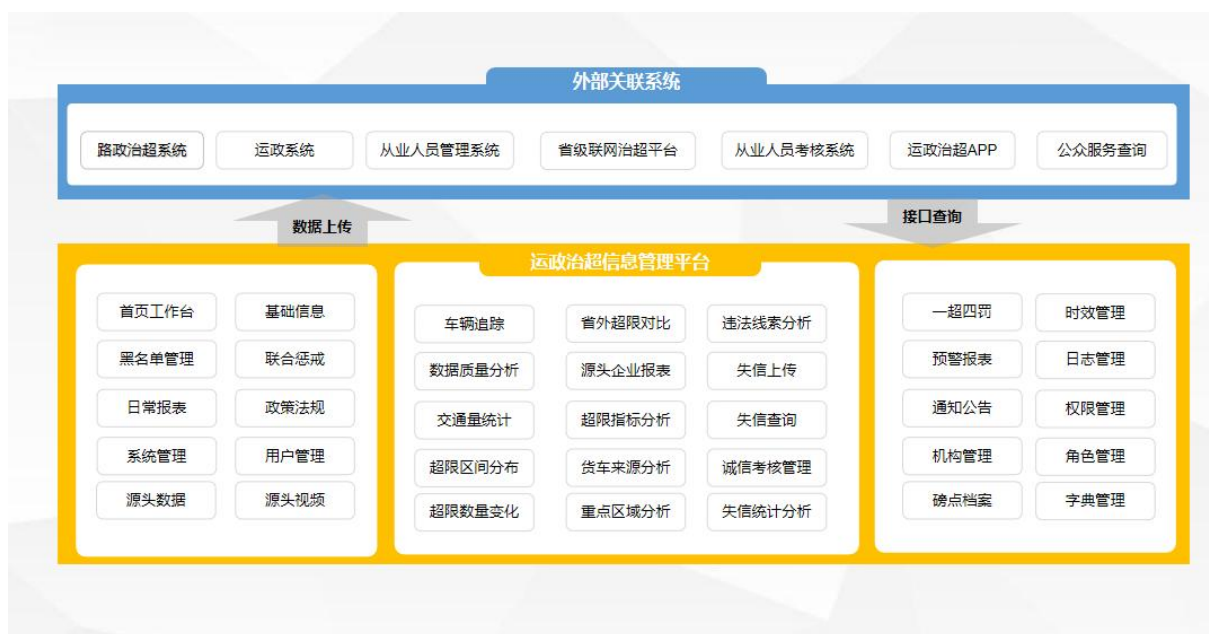 外部关联系统
路政治超系统 运政系统 从业人员管理系统 省级联网治超平台 从业人员考核系统 运政治超APP 公众服务查询
数据上传 接口查询
运政治超信息管理平台
首页工作台 基础信息
黑名单管理 联合惩戒
日常报表 政策法规
系统管理 用户管理
源头数据 源头视频
车辆追踪 省外超限对比 违法线索分析
数据质量分析 源头企业报表 失信上传
交通量统计 超限指标分析 失信查询
超限区间分布 货车来源分析 诚信考核管理
超限数量变化 重点区域分析 失信统计分析
一超四罚 时效管理
预警报表 日志管理
通知公告 权限管理
机构管理 角色管理
磅点档案 字典管理